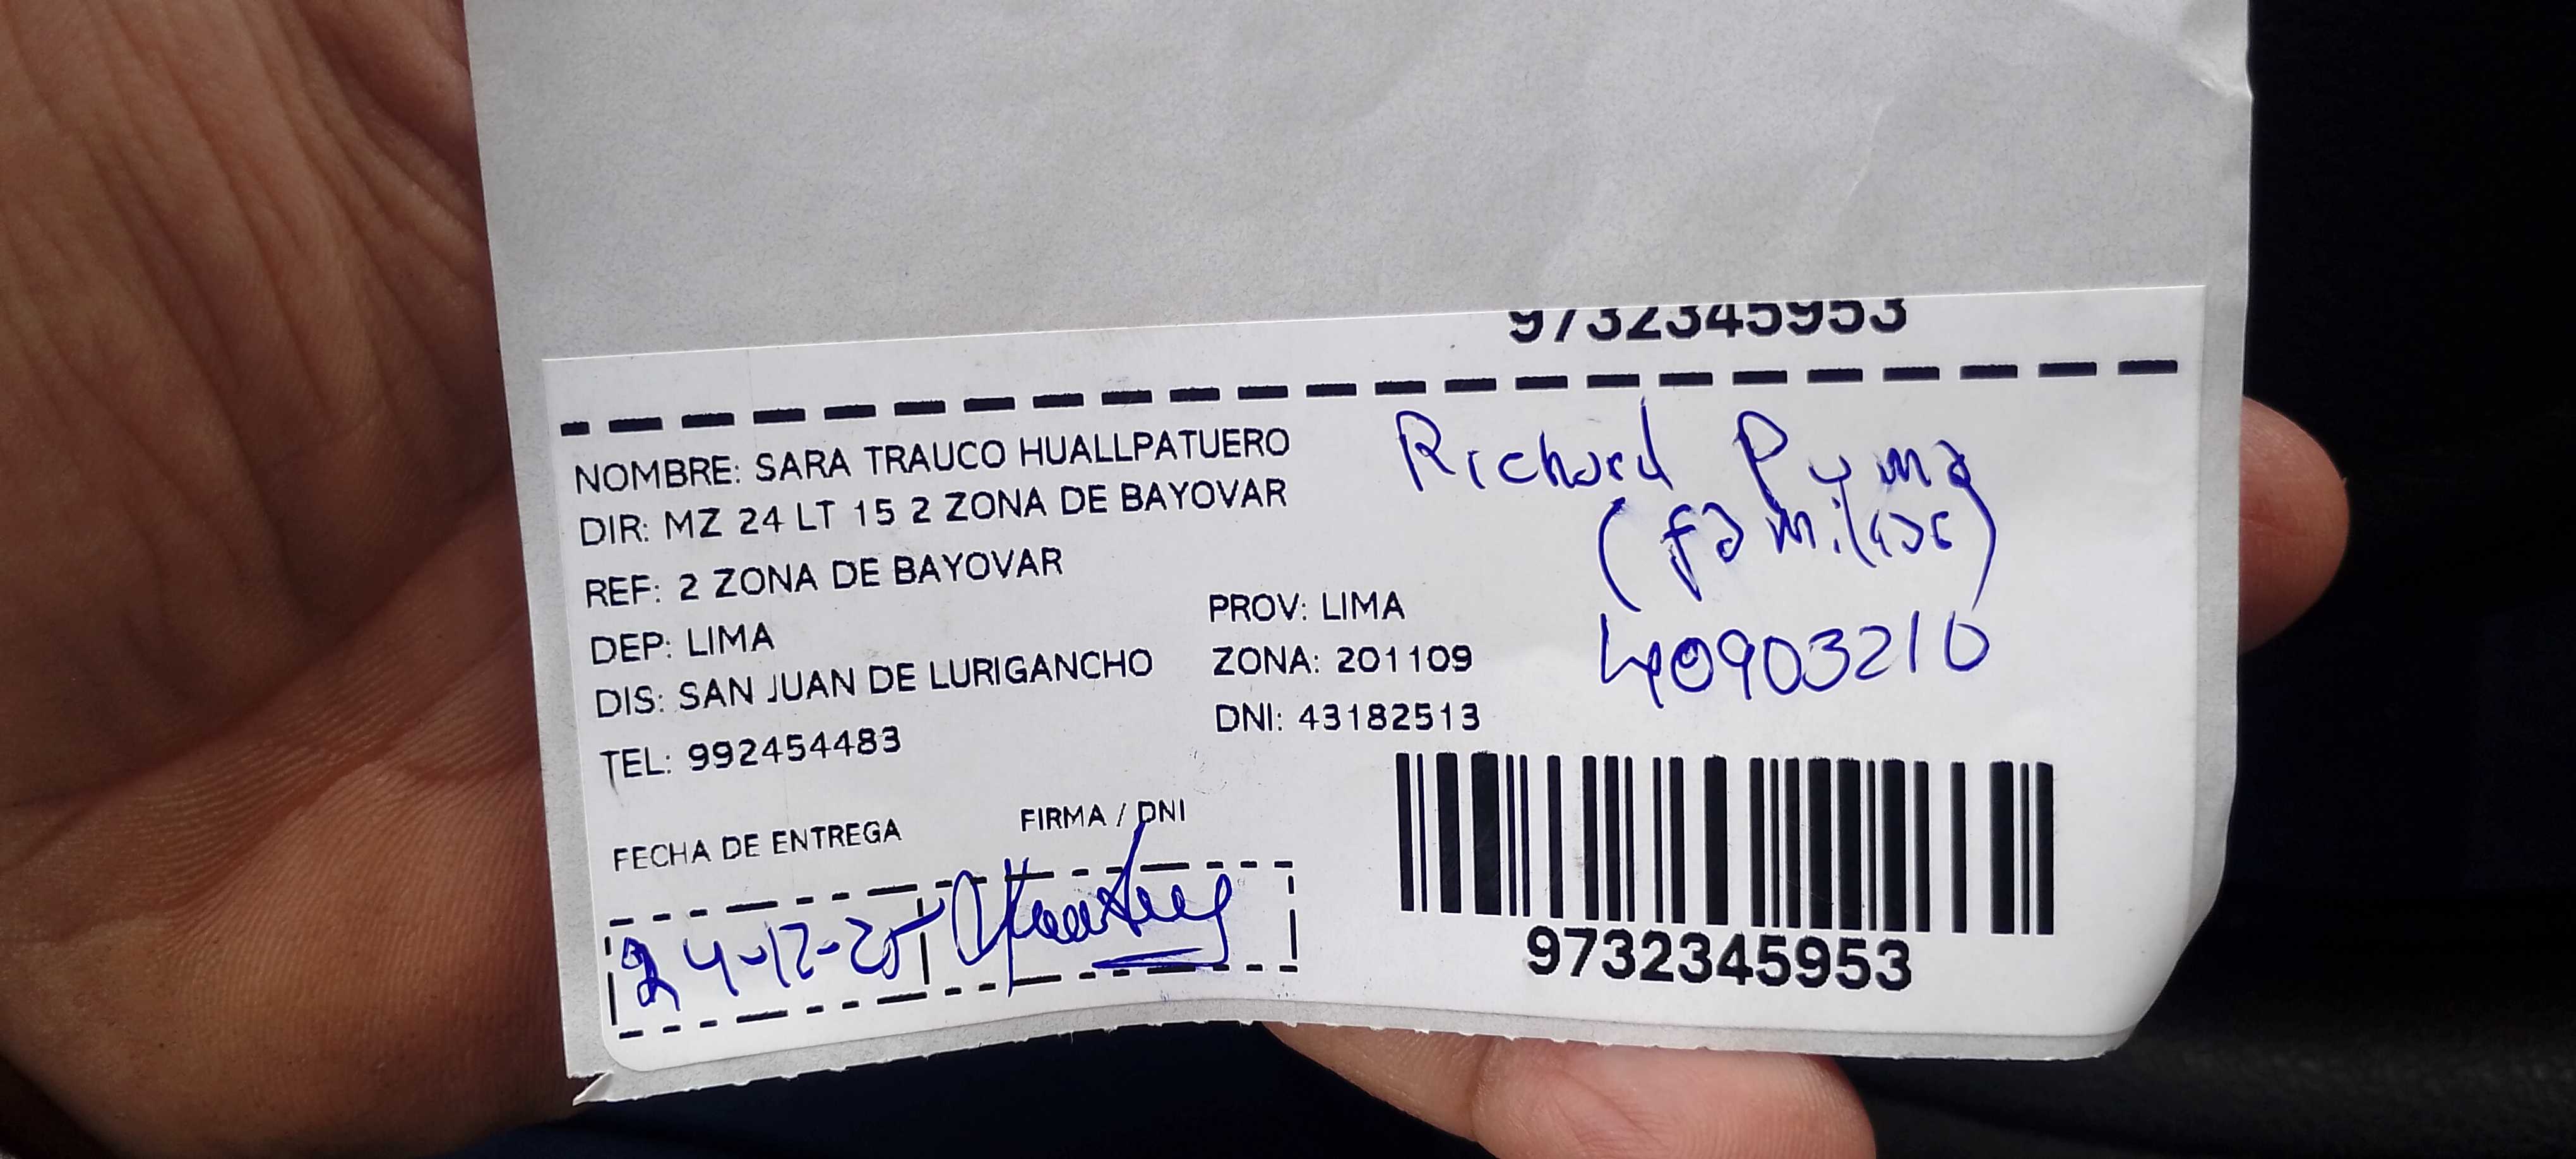 9732345953
NOMBRE: SARA TRAUCO HUALLPATUERO
DIR: MZ 24 LT 15 2 ZONA DE BAYOVAR
REF: 2 ZONA DE BAYOVAR
DEP: LIMA
PROV: LIMA
DIS: SAN JUAN DE LURIGANCHO
ZONA: 201109
TEL: 992454483
DNI: 43182513
Richard Puma
(familiar)
40903210
FECHA DE ENTREGA
FIRMA / DNI
24-12-25
9732345953